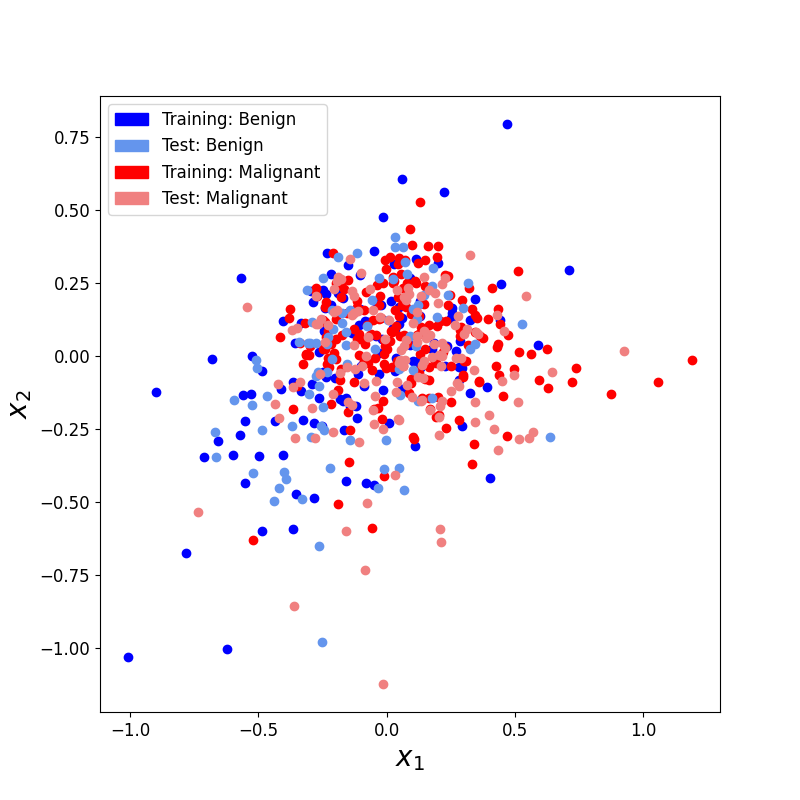 Training: Benign
Test: Benign
Training: Malignant
Test: Malignant
0.75
0.50
0.25
0.00
−0.25
−0.50
−0.75
−1.00
x₂
−1.0 −0.5 0.0 0.5 1.0
x₁